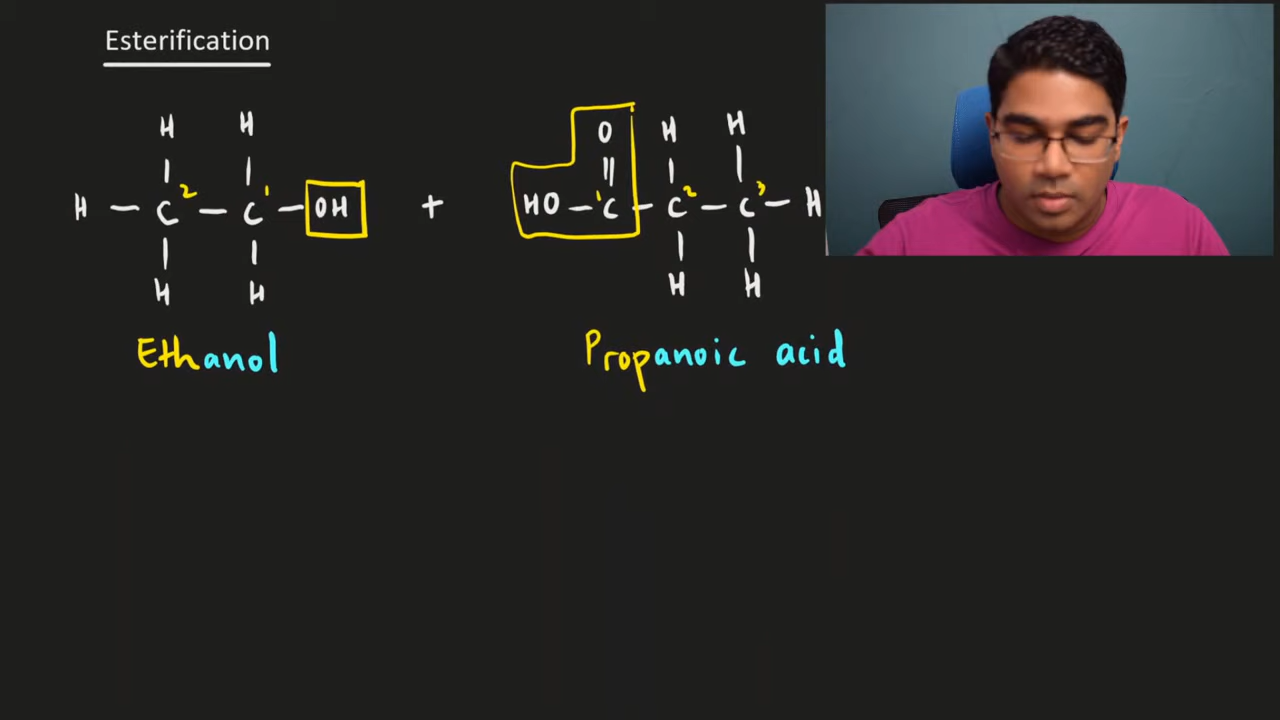 Esterification
H H O H H
H – C² – C¹ – OH + HO – ¹C – C² – C³ – H
H H H H
Ethanol Propanoic acid